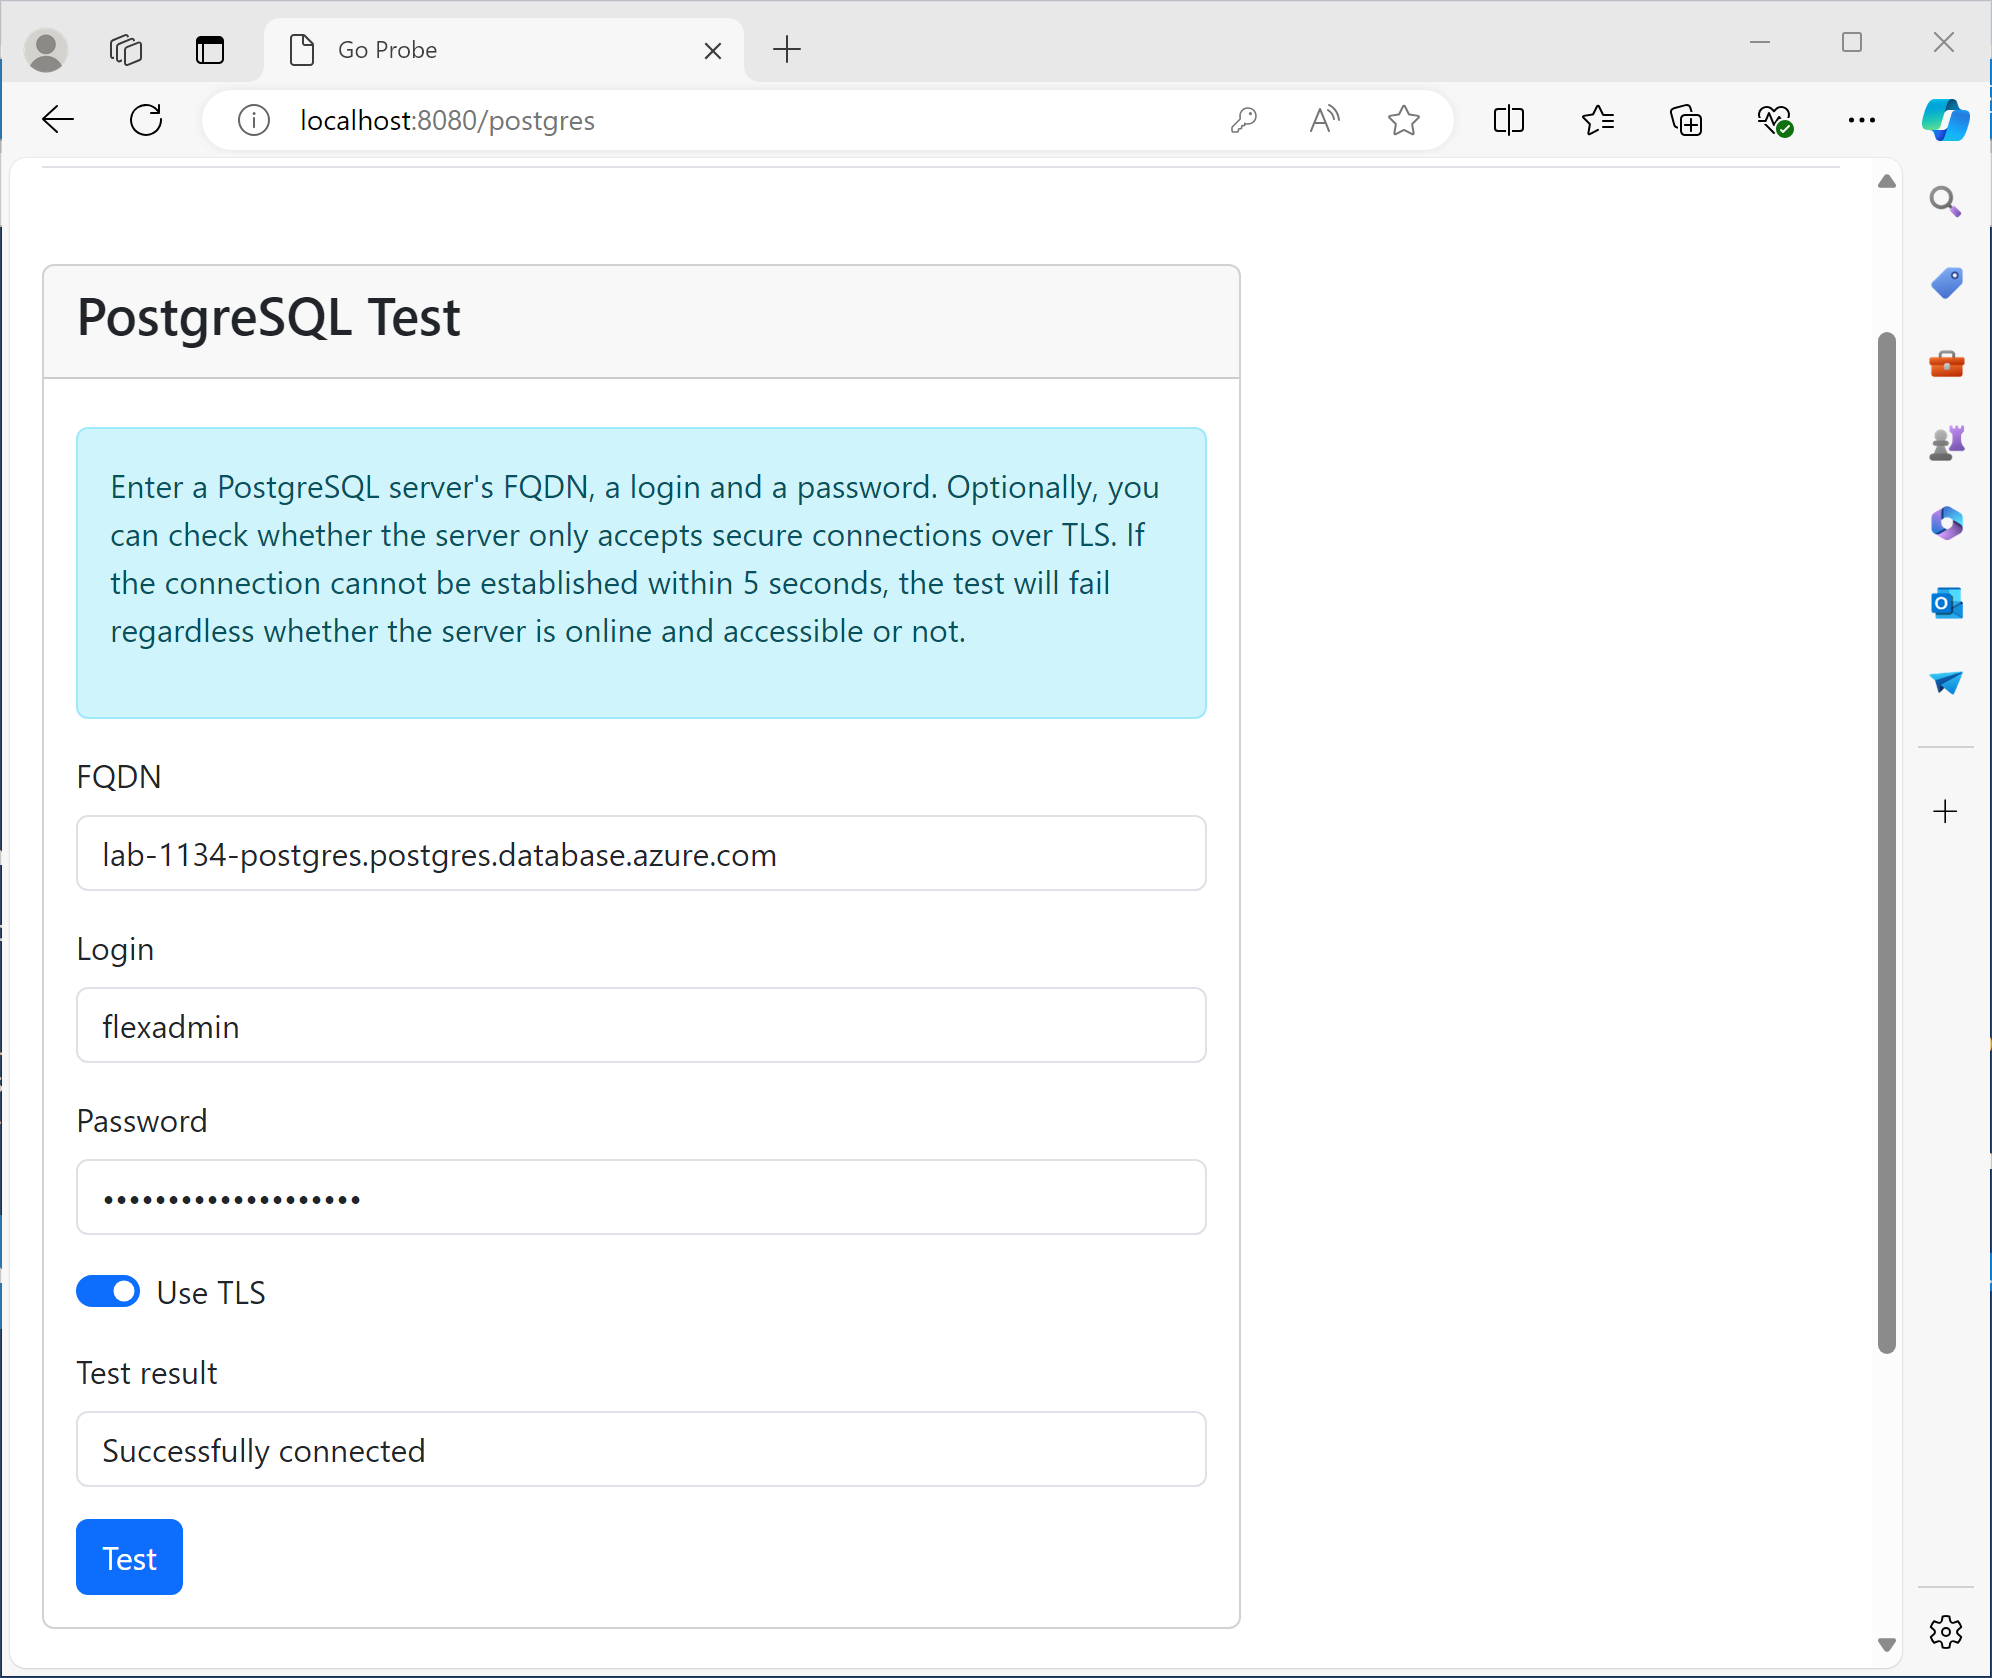 Go Probe
localhost:8080/postgres
PostgreSQL Test
Enter a PostgreSQL server's FQDN, a login and a password. Optionally, you
can check whether the server only accepts secure connections over TLS. If
the connection cannot be established within 5 seconds, the test will fail
regardless whether the server is online and accessible or not.
FQDN
lab-1134-postgres.postgres.database.azure.com
Login
flexadmin
Password
••••••••••••••••••••
Use TLS
Test result
Successfully connected
Test